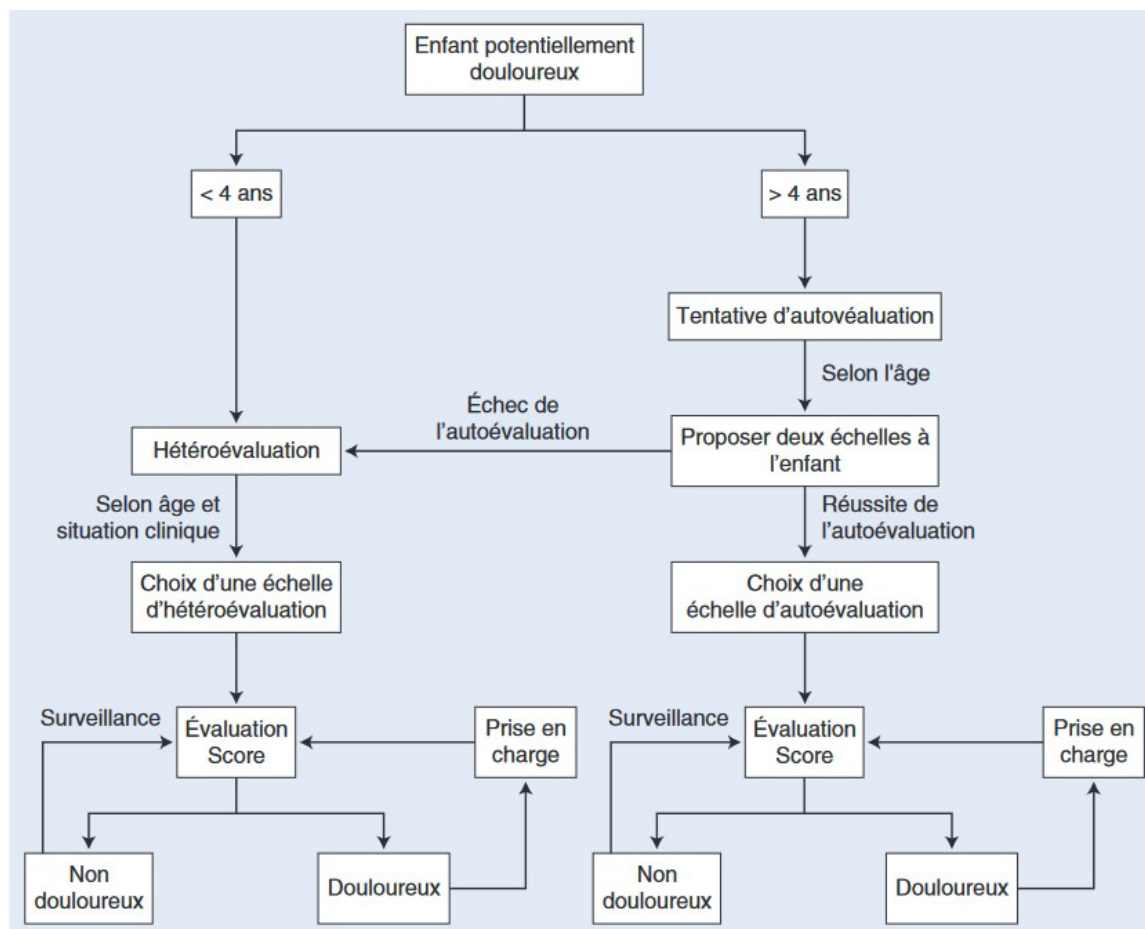 Enfant potentiellement
douloureux
< 4 ans
> 4 ans
Tentative d'autovéaluation
Selon l'âge
Échec de
l'autoévaluation
Hétéroévaluation
Proposer deux échelles à
l'enfant
Selon âge et
situation clinique
Réussite de
l'autoévaluation
Choix d'une échelle
d'hétéroévaluation
Choix d'une
échelle d'autoévaluation
Surveillance
Évaluation
Score
Prise en
charge
Surveillance
Évaluation
Score
Prise en
charge
Non
douloureux
Douloureux
Non
douloureux
Douloureux